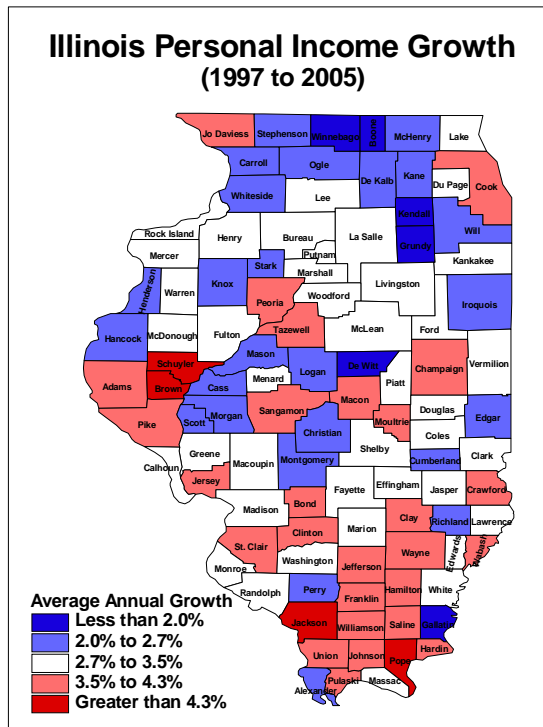 Illinois Personal Income Growth
(1997 to 2005)
Jo Daviess Stephenson Winnebago Boone McHenry Lake
Carroll Ogle De Kalb Kane Du Page Cook
Whiteside Lee Kendall Will
Rock Island Henry Bureau La Salle Grundy
Mercer Putnam Kankakee
Henderson Warren Knox Stark Marshall Livingston
Peoria Woodford Iroquois
Hancock McDonough Fulton Tazewell McLean Ford
Schuyler Mason Logan De Witt Champaign Vermilion
Adams Brown Cass Menard Piatt
Pike Scott Morgan Sangamon Macon Moultrie Douglas Edgar
Christian Coles
Greene Shelby Cumberland Clark
Calhoun Macoupin Montgomery
Jersey Fayette Effingham Jasper Crawford
Madison Bond Clay Richland Lawrence
St. Clair Clinton Marion Wayne Edwards Wabash
Monroe Washington Jefferson
Randolph Perry Franklin Hamilton White
Jackson Williamson Saline Gallatin
Union Johnson Pope Hardin
Alexander Pulaski Massac
Average Annual Growth
Less than 2.0%
2.0% to 2.7%
2.7% to 3.5%
3.5% to 4.3%
Greater than 4.3%